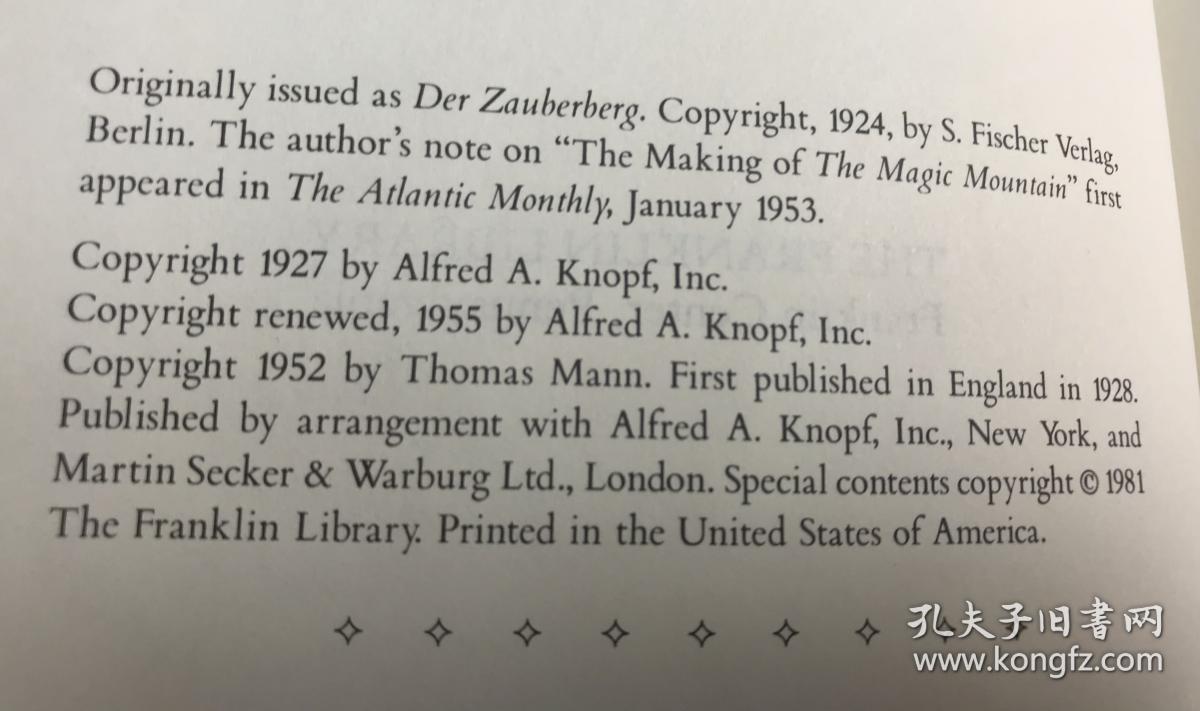 Originally issued as Der Zauberberg. Copyright, 1924, by S. Fischer Verlag,
Berlin. The author's note on “The Making of The Magic Mountain” first
appeared in The Atlantic Monthly, January 1953.
Copyright 1927 by Alfred A. Knopf, Inc.
Copyright renewed, 1955 by Alfred A. Knopf, Inc.
Copyright 1952 by Thomas Mann. First published in England in 1928.
Published by arrangement with Alfred A. Knopf, Inc., New York, and
Martin Secker & Warburg Ltd., London. Special contents copyright © 1981
The Franklin Library. Printed in the United States of America.
孔夫子旧书网
www.kongfz.com